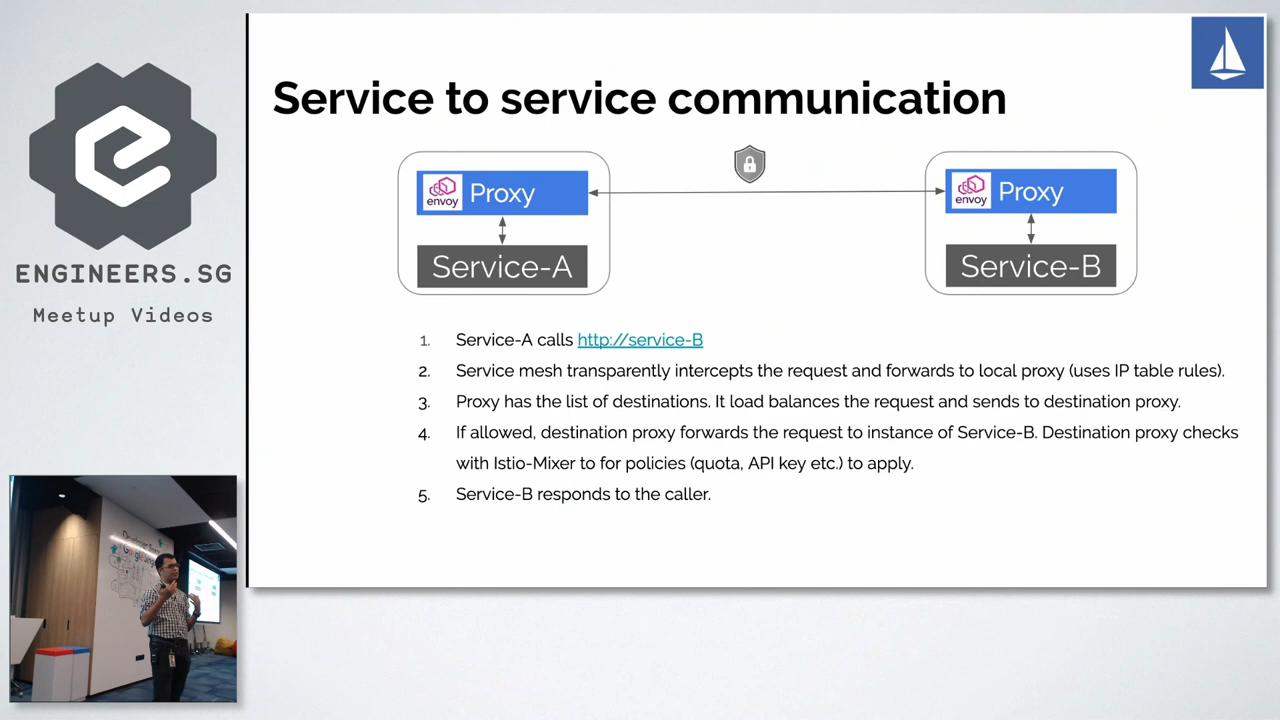 ENGINEERS.SG
Meetup Videos
Service to service communication
envoy
Proxy
Service-A
envoy
Proxy
Service-B
1. Service-A calls http://service-B
2. Service mesh transparently intercepts the request and forwards to local proxy (uses IP table rules).
3. Proxy has the list of destinations. It load balances the request and sends to destination proxy.
4. If allowed, destination proxy forwards the request to instance of Service-B. Destination proxy checks
with Istio-Mixer to for policies (quota, API key etc.) to apply.
5. Service-B responds to the caller.